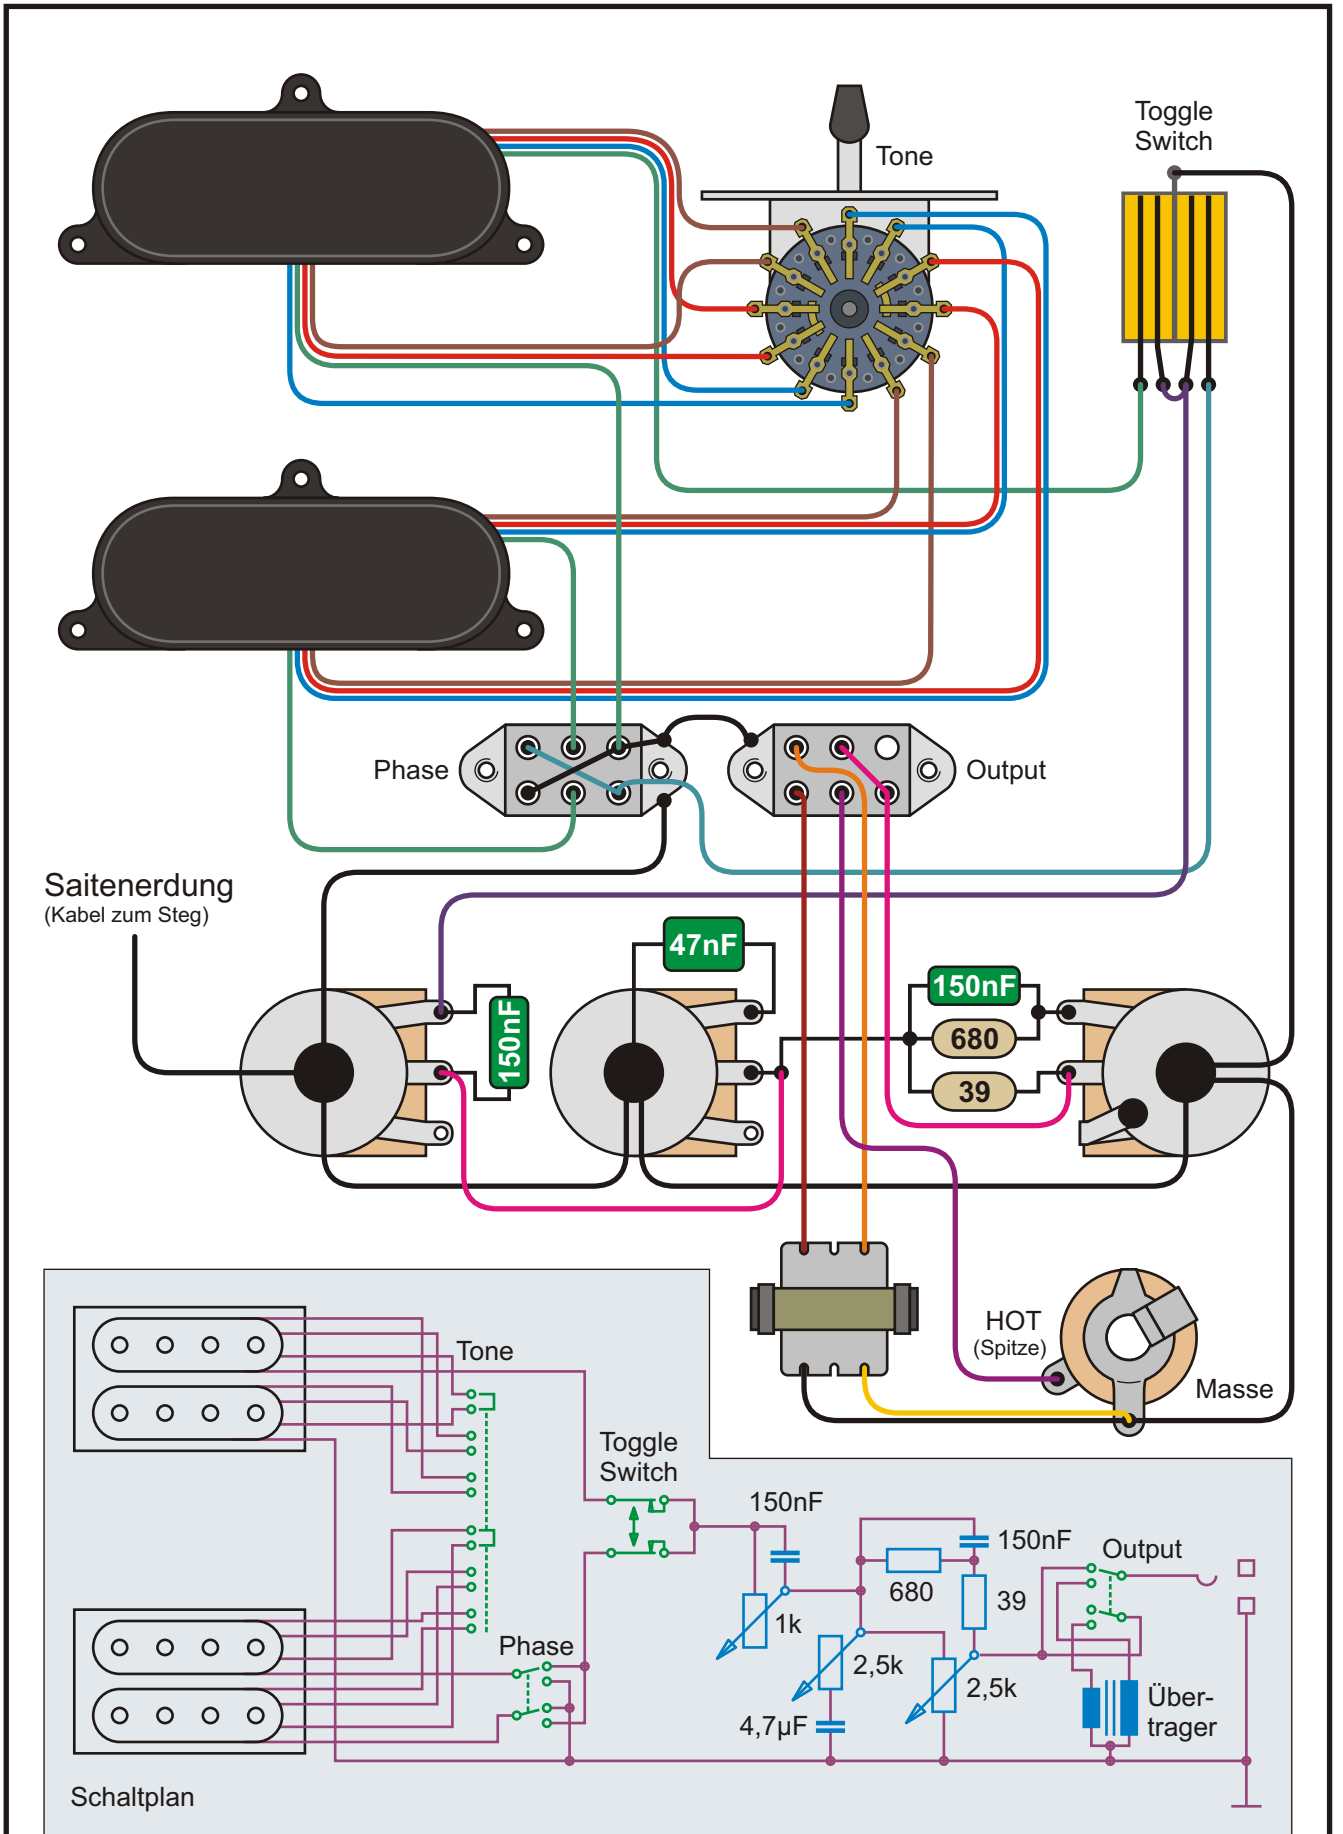 Toggle
Switch
Tone
Phase
Output
Saitenerdung
(Kabel zum Steg)
47nF
150nF
150nF
680
39
HOT
(Spitze)
Masse
Tone
Toggle
Switch
150nF
150nF
Output
680
39
1k
Phase
2,5k
2,5k
4,7µF
Über-
trager
Schaltplan